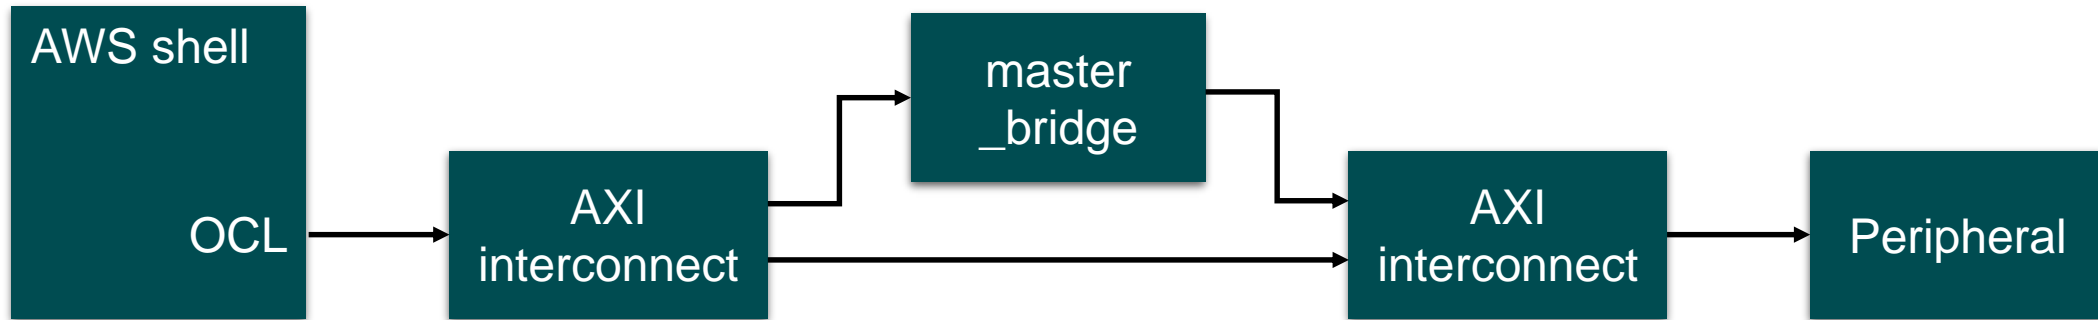 AWS shell
OCL
AXI
interconnect
master
_bridge
AXI
interconnect
Peripheral